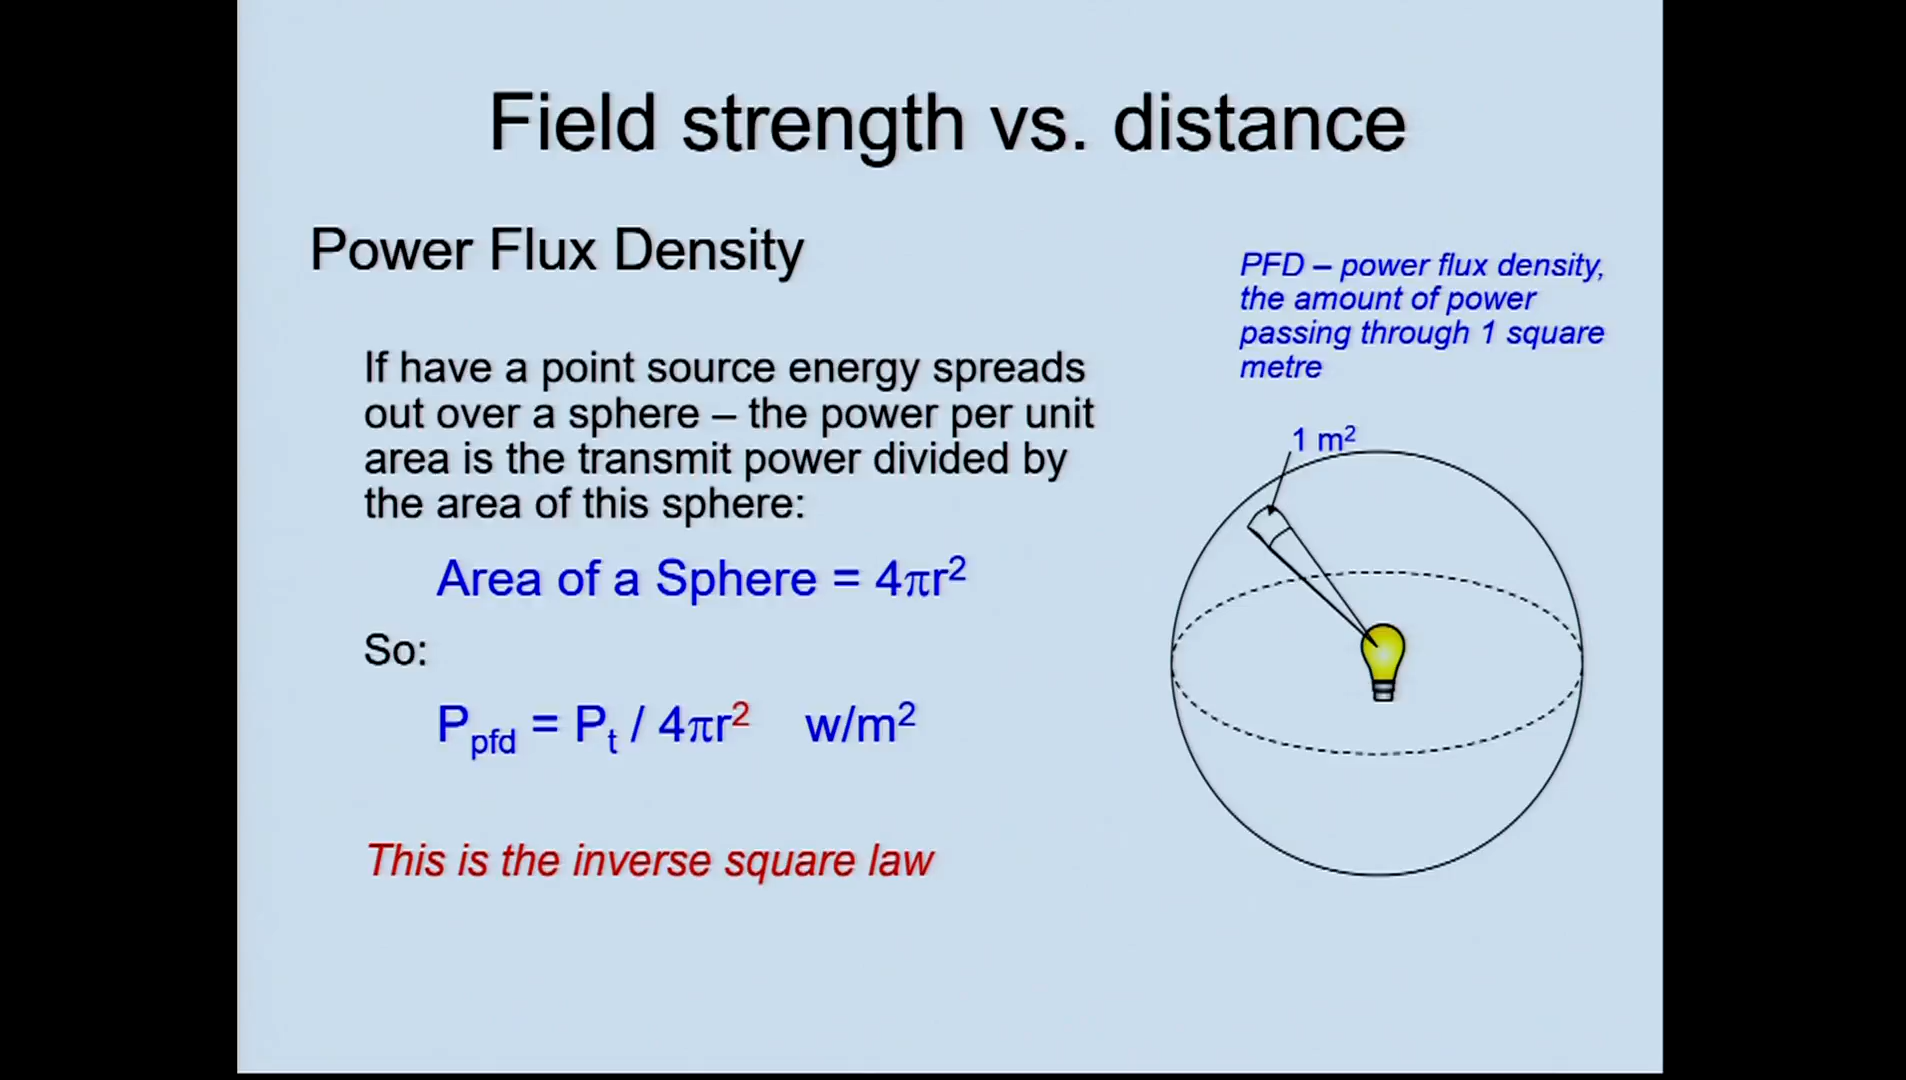 Field strength vs. distance
Power Flux Density
If have a point source energy spreads
out over a sphere – the power per unit
area is the transmit power divided by
the area of this sphere:
Area of a Sphere = 4πr²
So:
Ppfd = Pt / 4πr² w/m²
This is the inverse square law
PFD – power flux density,
the amount of power
passing through 1 square
metre
1 m²